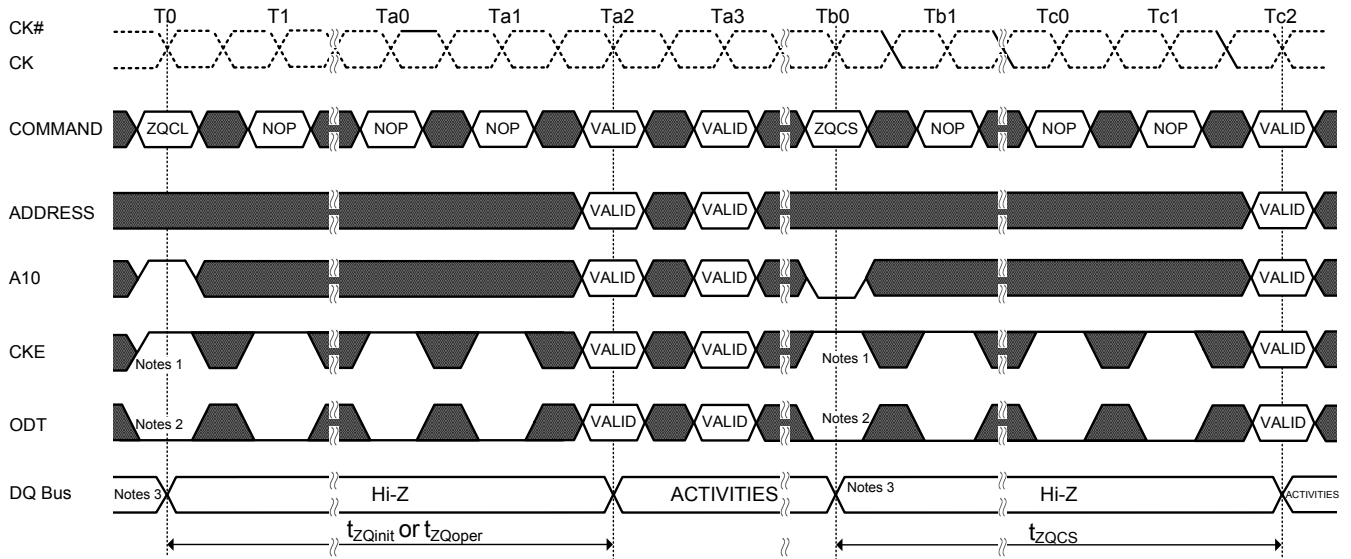 T0 T1 Ta0 Ta1 Ta2 Ta3 Tb0 Tb1 Tc0 Tc1 Tc2
CK#
CK
COMMAND ZQCL NOP NOP NOP VALID VALID ZQCS NOP NOP NOP VALID
ADDRESS VALID VALID VALID
A10 VALID VALID VALID
CKE Notes 1 VALID VALID Notes 1 VALID
ODT Notes 2 VALID VALID Notes 2 VALID
DQ Bus Notes 3 Hi-Z ACTIVITIES Notes 3 Hi-Z ACTIVITIES
tZQinit or tZQoper tZQCS